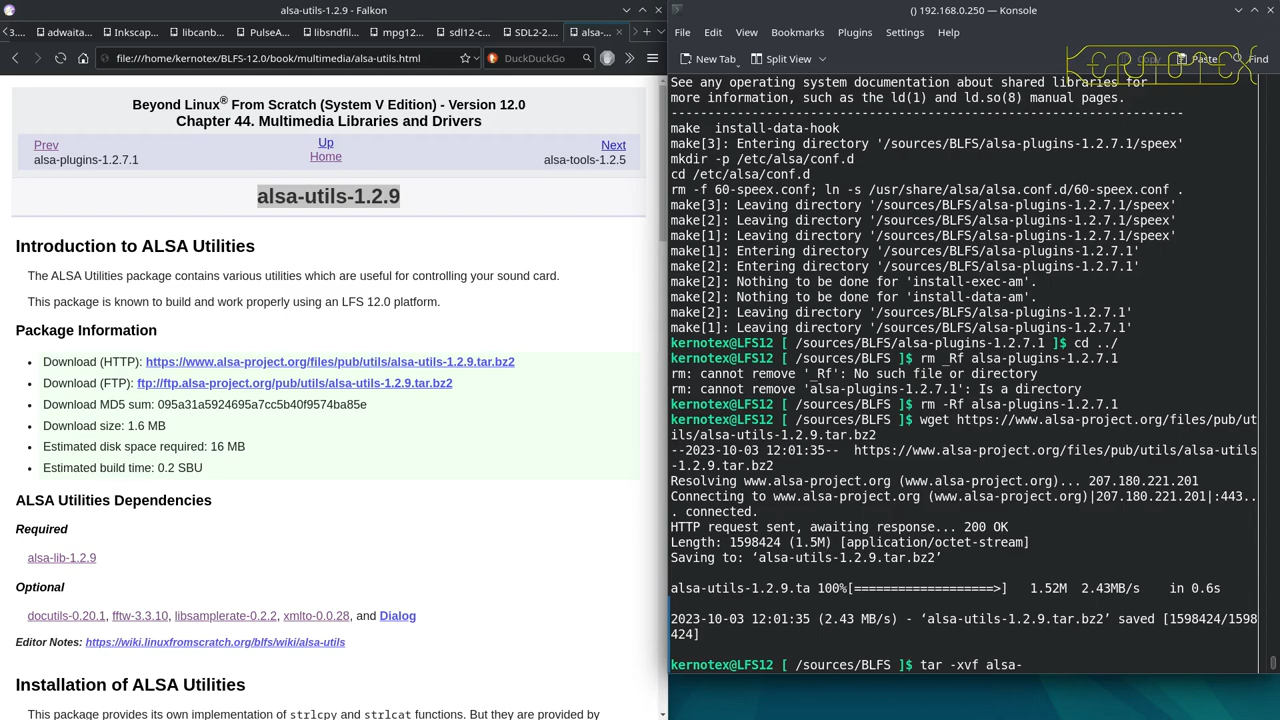 alsa-utils-1.2.9 - Falkon
3.... adwaita... Inkscap... libcanb... PulseA... libsndfil... mpg12... sdl12-c... SDL2-2.... alsa-...
file:///home/kernotex/BLFS-12.0/book/multimedia/alsa-utils.html DuckDuckGo
Beyond Linux® From Scratch (System V Edition) - Version 12.0
Chapter 44. Multimedia Libraries and Drivers
Prev Up Next
alsa-plugins-1.2.7.1 Home alsa-tools-1.2.5
alsa-utils-1.2.9
Introduction to ALSA Utilities
The ALSA Utilities package contains various utilities which are useful for controlling your sound card.
This package is known to build and work properly using an LFS 12.0 platform.
Package Information
• Download (HTTP): https://www.alsa-project.org/files/pub/utils/alsa-utils-1.2.9.tar.bz2
• Download (FTP): ftp://ftp.alsa-project.org/pub/utils/alsa-utils-1.2.9.tar.bz2
• Download MD5 sum: 095a31a5924695a7cc5b40f9574ba85e
• Download size: 1.6 MB
• Estimated disk space required: 16 MB
• Estimated build time: 0.2 SBU
ALSA Utilities Dependencies
Required
alsa-lib-1.2.9
Optional
docutils-0.20.1, fftw-3.3.10, libsamplerate-0.2.2, xmlto-0.0.28, and Dialog
Editor Notes: https://wiki.linuxfromscratch.org/blfs/wiki/alsa-utils
Installation of ALSA Utilities
This package provides its own implementation of strlcpy and strlcat functions. But they are provided by
() 192.168.0.250 — Konsole
File Edit View Bookmarks Plugins Settings Help
New Tab Split View Copy Paste Find
KERNOTEX
See any operating system documentation about shared libraries for
more information, such as the ld(1) and ld.so(8) manual pages.
----------------------------------------------------------------------
make  install-data-hook
make[3]: Entering directory '/sources/BLFS/alsa-plugins-1.2.7.1/speex'
mkdir -p /etc/alsa/conf.d
cd /etc/alsa/conf.d
rm -f 60-speex.conf; ln -s /usr/share/alsa/alsa.conf.d/60-speex.conf .
make[3]: Leaving directory '/sources/BLFS/alsa-plugins-1.2.7.1/speex'
make[2]: Leaving directory '/sources/BLFS/alsa-plugins-1.2.7.1/speex'
make[1]: Leaving directory '/sources/BLFS/alsa-plugins-1.2.7.1/speex'
make[1]: Entering directory '/sources/BLFS/alsa-plugins-1.2.7.1'
make[2]: Entering directory '/sources/BLFS/alsa-plugins-1.2.7.1'
make[2]: Nothing to be done for 'install-exec-am'.
make[2]: Nothing to be done for 'install-data-am'.
make[2]: Leaving directory '/sources/BLFS/alsa-plugins-1.2.7.1'
make[1]: Leaving directory '/sources/BLFS/alsa-plugins-1.2.7.1'
kernotex@LFS12 [ /sources/BLFS/alsa-plugins-1.2.7.1 ]$ cd ../
kernotex@LFS12 [ /sources/BLFS ]$ rm _Rf alsa-plugins-1.2.7.1
rm: cannot remove '_Rf': No such file or directory
rm: cannot remove 'alsa-plugins-1.2.7.1': Is a directory
kernotex@LFS12 [ /sources/BLFS ]$ rm -Rf alsa-plugins-1.2.7.1
kernotex@LFS12 [ /sources/BLFS ]$ wget https://www.alsa-project.org/files/pub/ut
ils/alsa-utils-1.2.9.tar.bz2
--2023-10-03 12:01:35--  https://www.alsa-project.org/files/pub/utils/alsa-utils
-1.2.9.tar.bz2
Resolving www.alsa-project.org (www.alsa-project.org)... 207.180.221.201
Connecting to www.alsa-project.org (www.alsa-project.org)|207.180.221.201|:443..
. connected.
HTTP request sent, awaiting response... 200 OK
Length: 1598424 (1.5M) [application/octet-stream]
Saving to: ‘alsa-utils-1.2.9.tar.bz2’
alsa-utils-1.2.9.ta 100%[===================>]   1.52M  2.43MB/s    in 0.6s
2023-10-03 12:01:35 (2.43 MB/s) - ‘alsa-utils-1.2.9.tar.bz2’ saved [1598424/1598
424]
kernotex@LFS12 [ /sources/BLFS ]$ tar -xvf alsa-